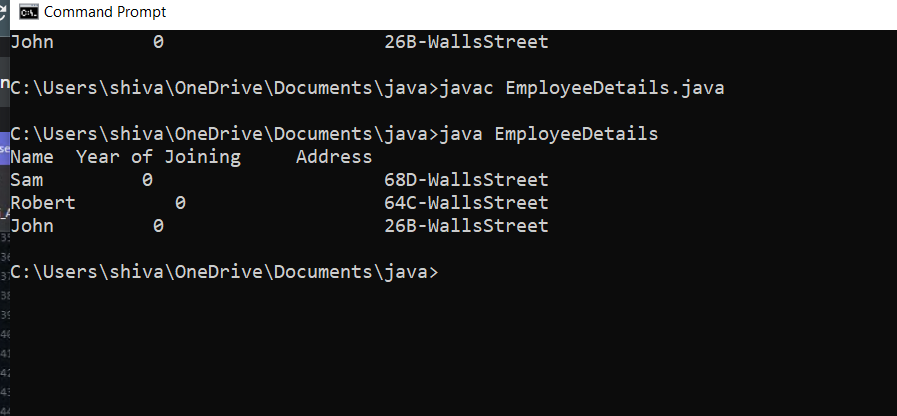 Command Prompt
John 0 26B-WallsStreet
C:\Users\shiva\OneDrive\Documents\java>javac EmployeeDetails.java
C:\Users\shiva\OneDrive\Documents\java>java EmployeeDetails
Name Year of Joining Address
Sam 0 68D-WallsStreet
Robert 0 64C-WallsStreet
John 0 26B-WallsStreet
C:\Users\shiva\OneDrive\Documents\java>